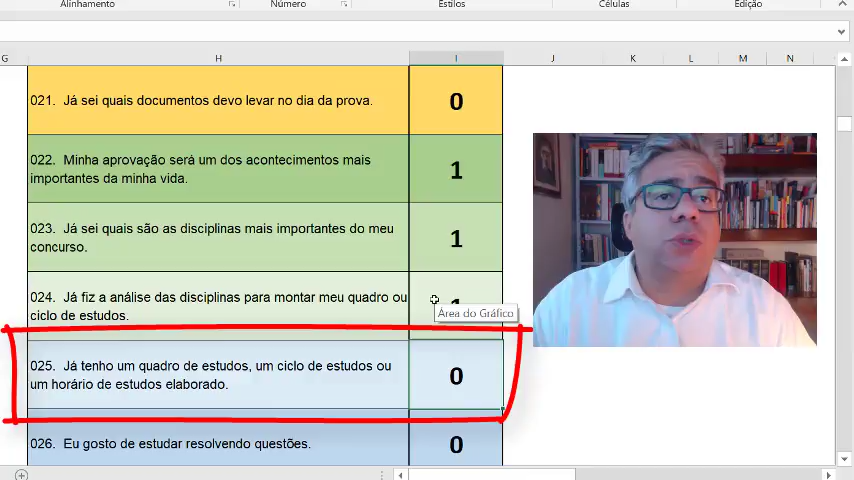 Alinhamento
Número
Estilos
Células
Edição
G
H
I
J
K
L
M
N
021. Já sei quais documentos devo levar no dia da prova.
0
022. Minha aprovação será um dos acontecimentos mais
importantes da minha vida.
1
023. Já sei quais são as disciplinas mais importantes do meu
concurso.
1
024. Já fiz a análise das disciplinas para montar meu quadro ou
ciclo de estudos.
1
Área do Gráfico
025. Já tenho um quadro de estudos, um ciclo de estudos ou
um horário de estudos elaborado.
0
026. Eu gosto de estudar resolvendo questões.
0